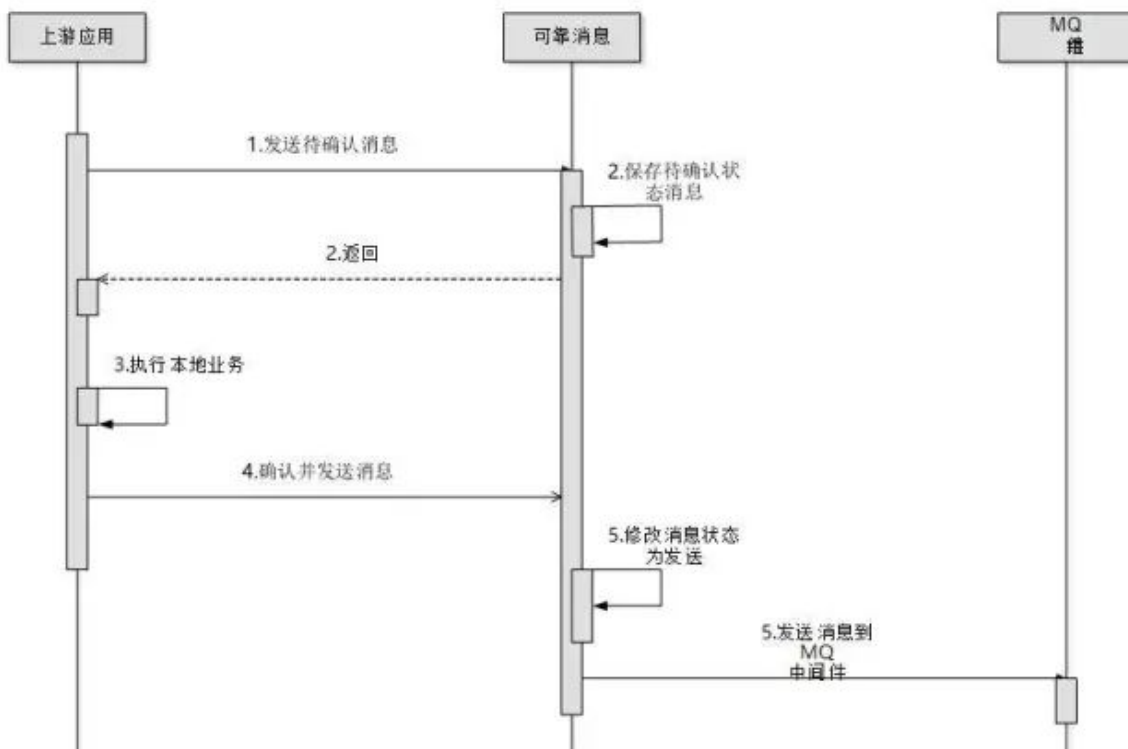 上游应用
可靠消息
MQ
1.发送待确认消息
2.保存待确认状
态消息
2.返回
3.执行本地业务
4.确认并发送消息
5.修改消息状态
为发送
5.发送消息到
MQ
中间件